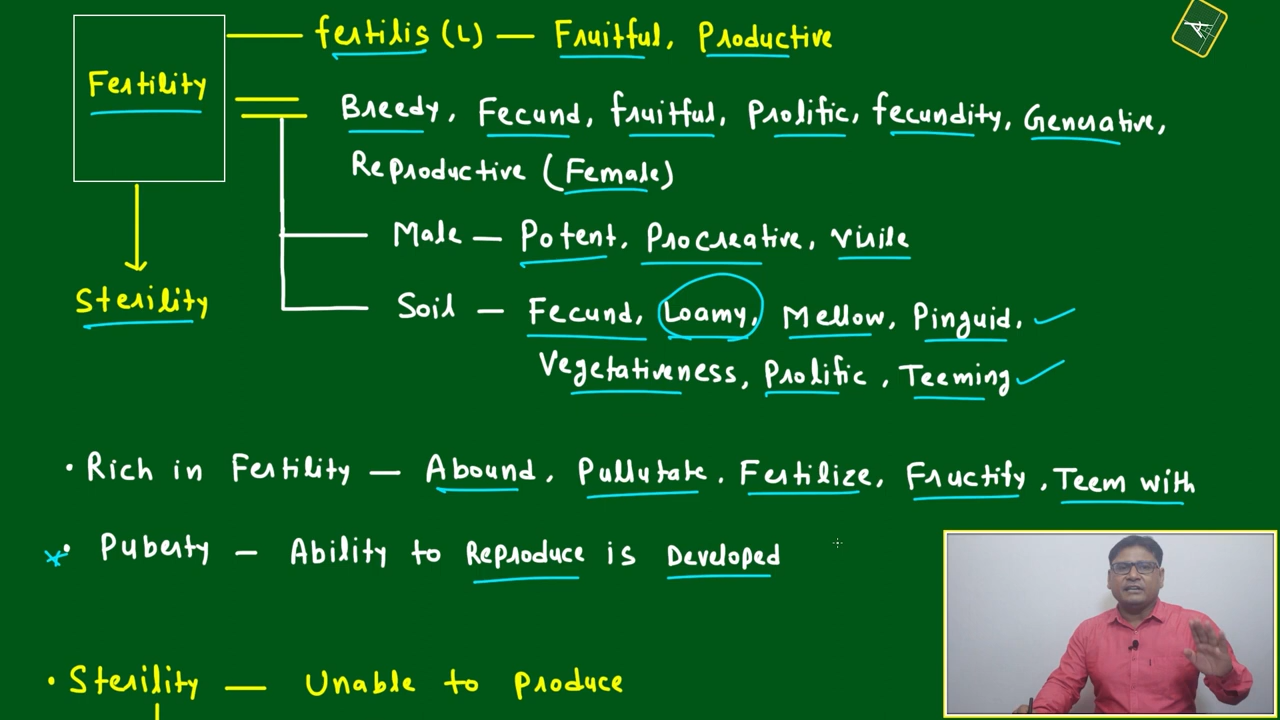 fertilis (L) — Fruitful, Productive
Fertility
Breedy, Fecund, fruitful, Prolific, fecundity, Generative,
Reproductive (Female)
Male — Potent, Procreative, Virile
Sterility
Soil — Fecund, Loamy, Mellow, Pinguid,
Vegetativeness, Prolific, Teeming
• Rich in Fertility — Abound, Pullutate, Fertilize, Fructify, Teem with
• Puberty — Ability to Reproduce is Developed
• Sterility — Unable to produce